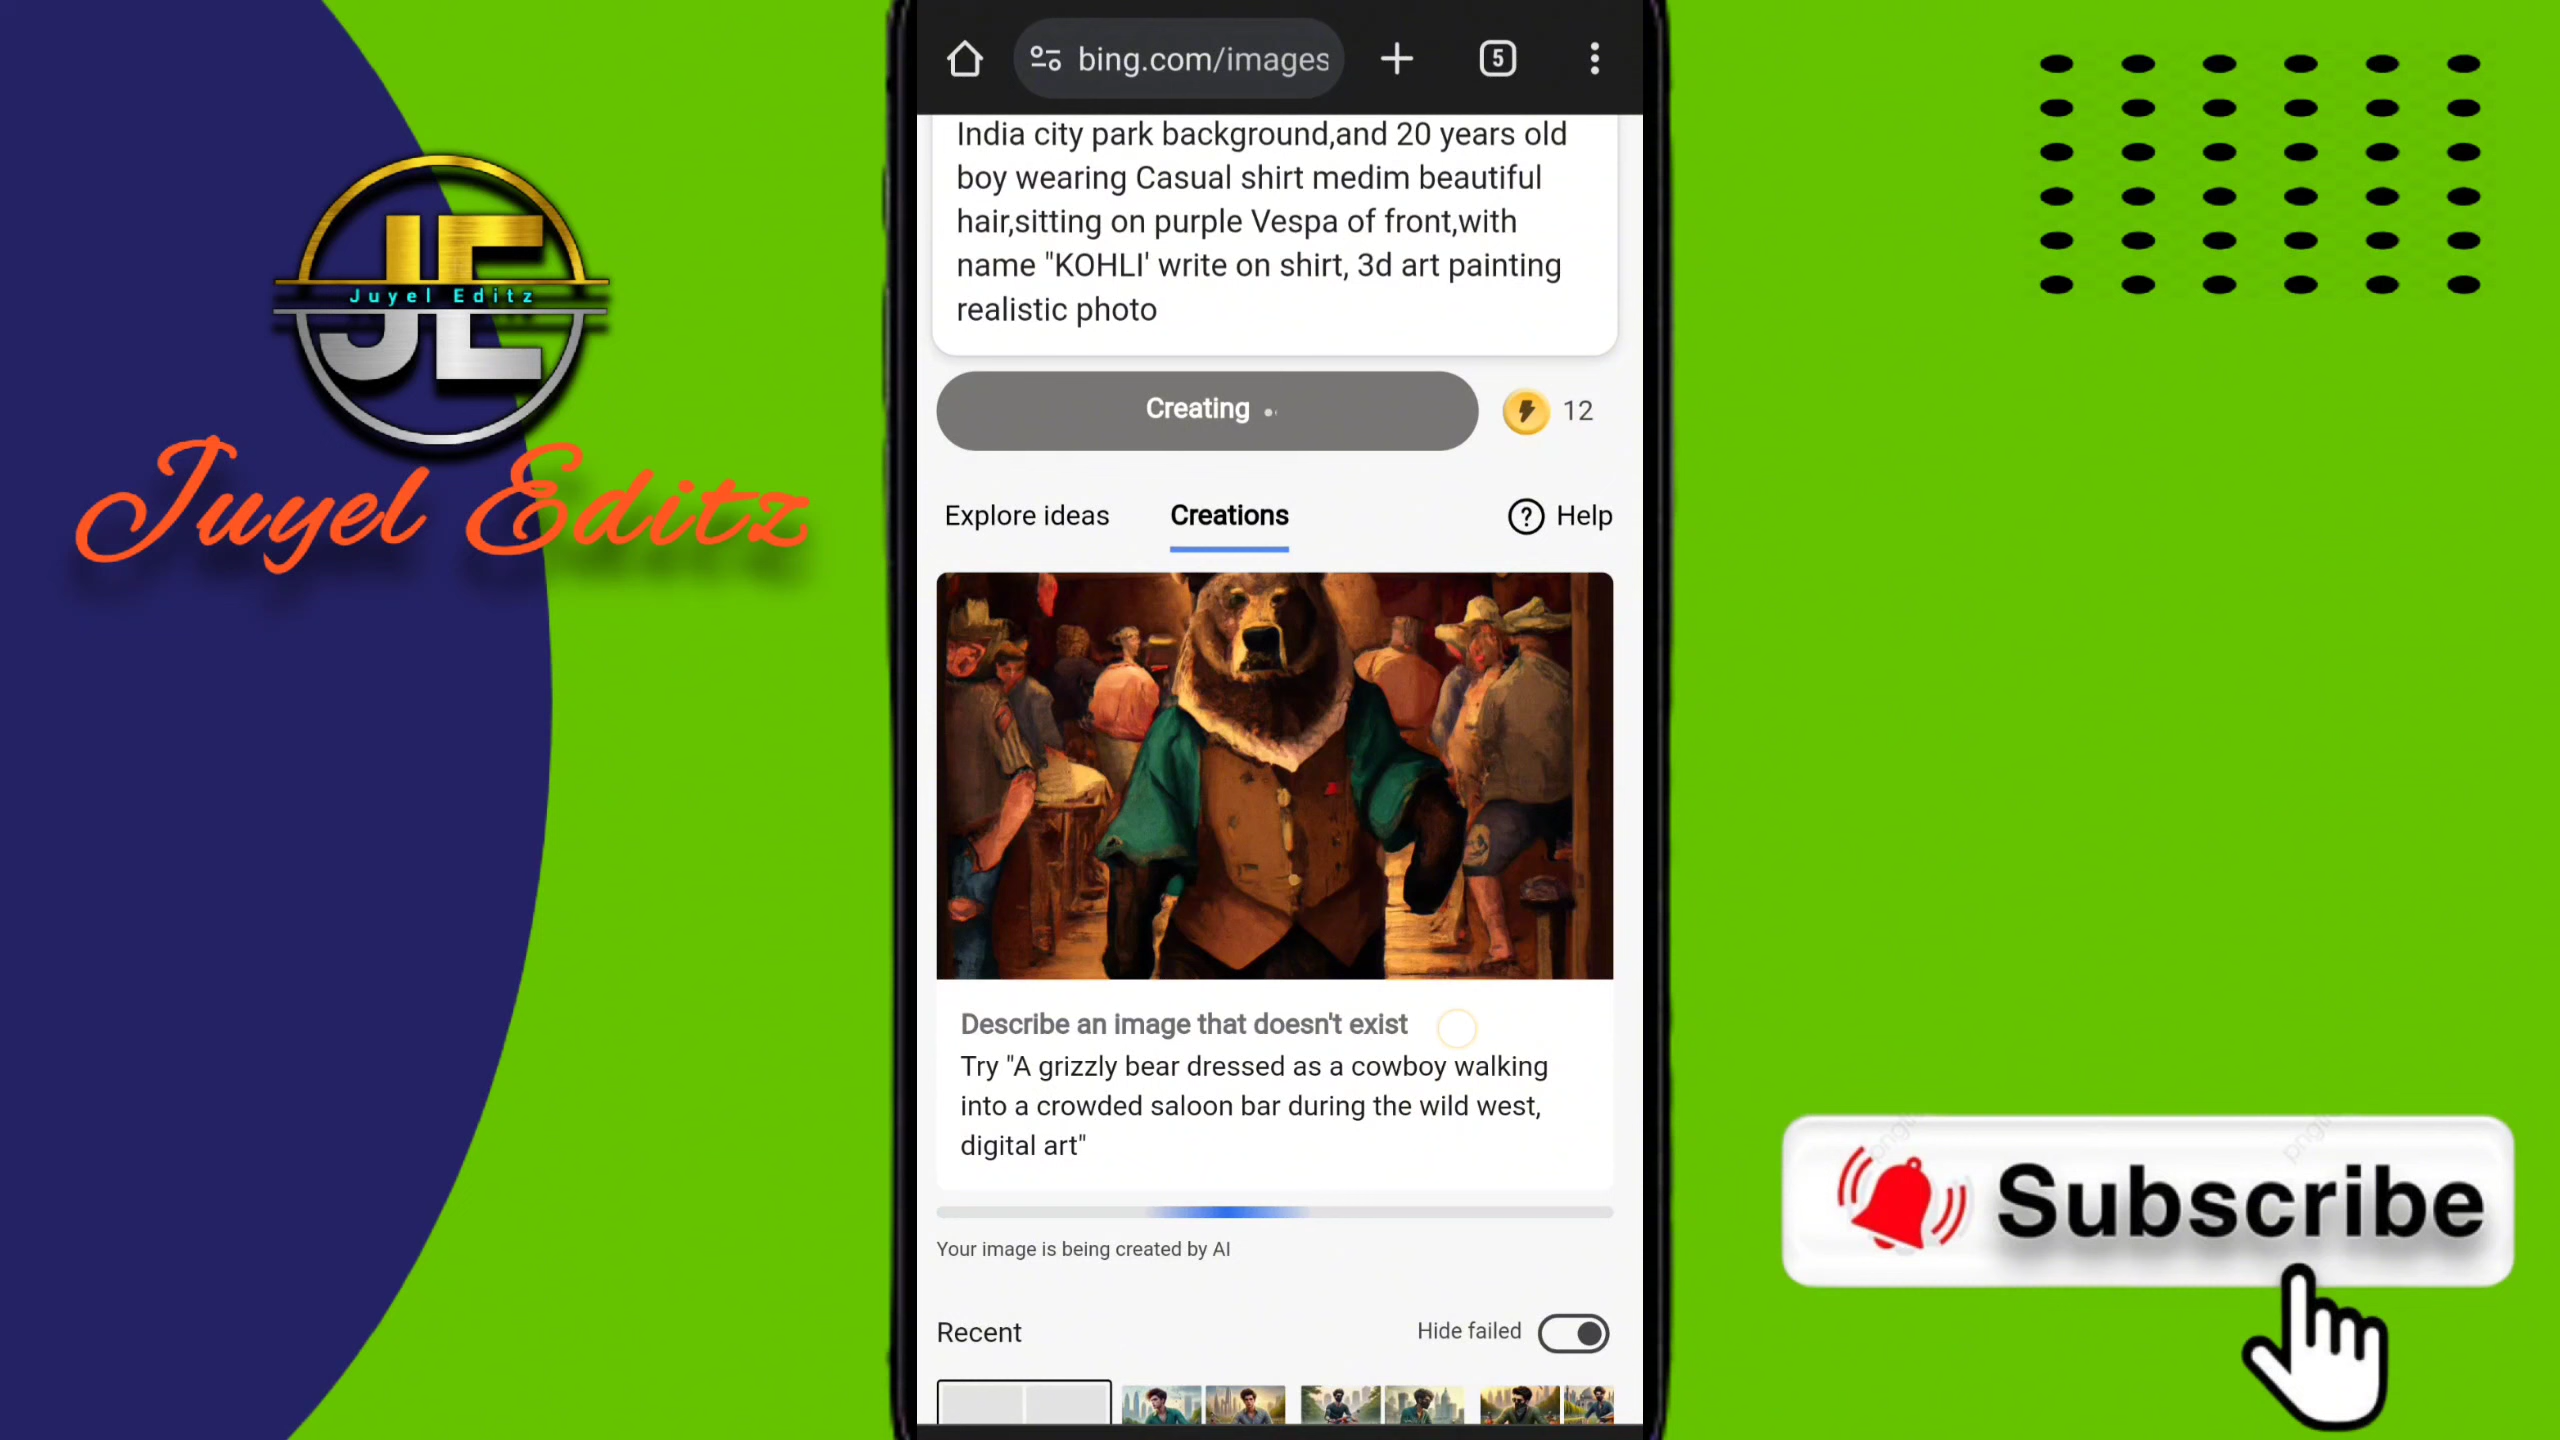 JE
Juyel Editz
JE
Juyel Editz
bing.com/images
5
India city park background,and 20 years old
boy wearing Casual shirt medim beautiful
hair,sitting on purple Vespa of front,with
name "KOHLI' write on shirt, 3d art painting
realistic photo
Creating
12
Explore ideas
Creations
Help
Describe an image that doesn't exist
Try "A grizzly bear dressed as a cowboy walking
into a crowded saloon bar during the wild west,
digital art"
Your image is being created by AI
Recent
Hide failed
Subscribe